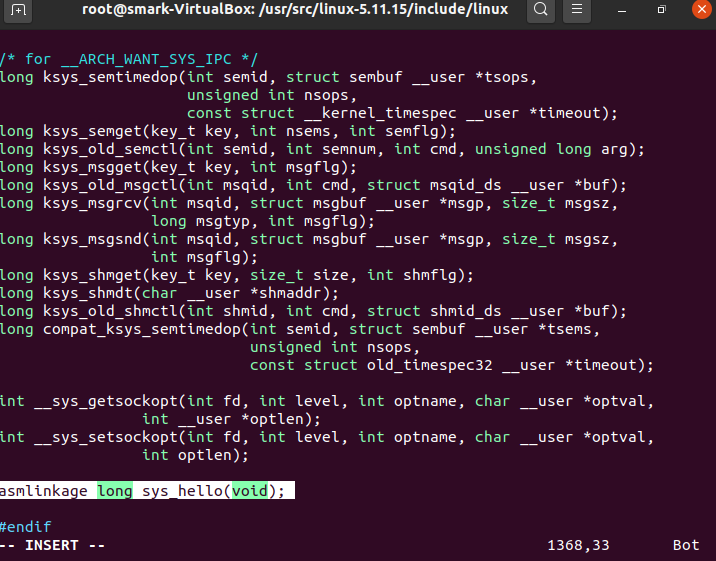 root@smark-VirtualBox: /usr/src/linux-5.11.15/include/linux
/* for __ARCH_WANT_SYS_IPC */
long ksys_semtimedop(int semid, struct sembuf __user *tsops,
unsigned int nsops,
const struct __kernel_timespec __user *timeout);
long ksys_semget(key_t key, int nsems, int semflg);
long ksys_old_semctl(int semid, int semnum, int cmd, unsigned long arg);
long ksys_msgget(key_t key, int msgflg);
long ksys_old_msgctl(int msqid, int cmd, struct msqid_ds __user *buf);
long ksys_msgrcv(int msqid, struct msgbuf __user *msgp, size_t msgsz,
long msgtyp, int msgflg);
long ksys_msgsnd(int msqid, struct msgbuf __user *msgp, size_t msgsz,
int msgflg);
long ksys_shmget(key_t key, size_t size, int shmflg);
long ksys_shmdt(char __user *shmaddr);
long ksys_old_shmctl(int shmid, int cmd, struct shmid_ds __user *buf);
long compat_ksys_semtimedop(int semid, struct sembuf __user *tsems,
unsigned int nsops,
const struct old_timespec32 __user *timeout);
int __sys_getsockopt(int fd, int level, int optname, char __user *optval,
int __user *optlen);
int __sys_setsockopt(int fd, int level, int optname, char __user *optval,
int optlen);
asmlinkage long sys_hello(void);
#endif
-- INSERT -- 1368,33 Bot